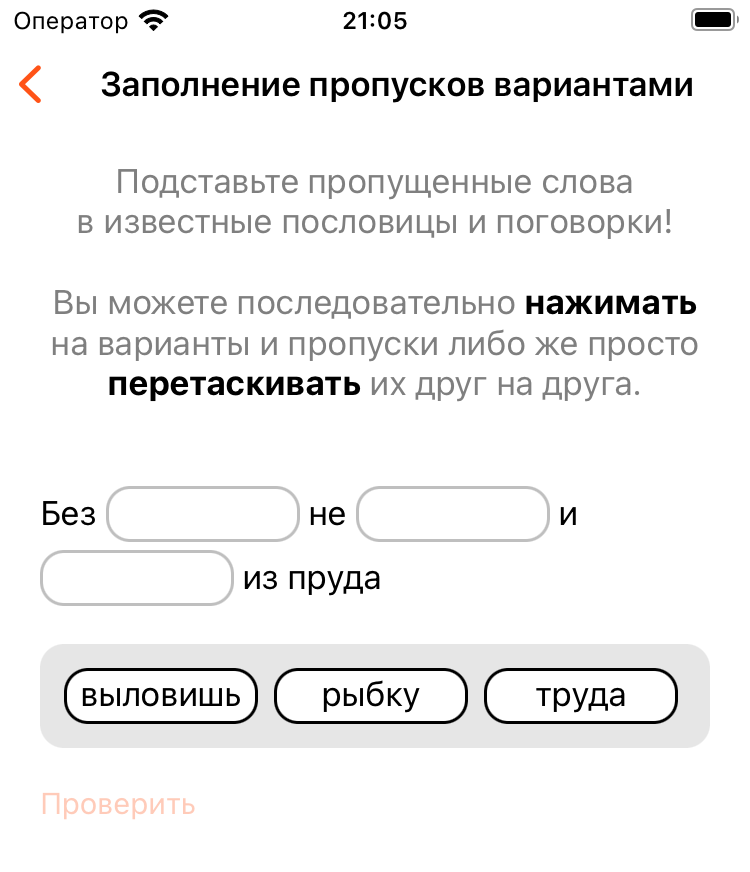 Оператор 21:05
Заполнение пропусков вариантами
Подставьте пропущенные слова
в известные пословицы и поговорки!
Вы можете последовательно нажимать
на варианты и пропуски либо же просто
перетаскивать их друг на друга.
Без не и
из пруда
выловишь рыбку труда
Проверить